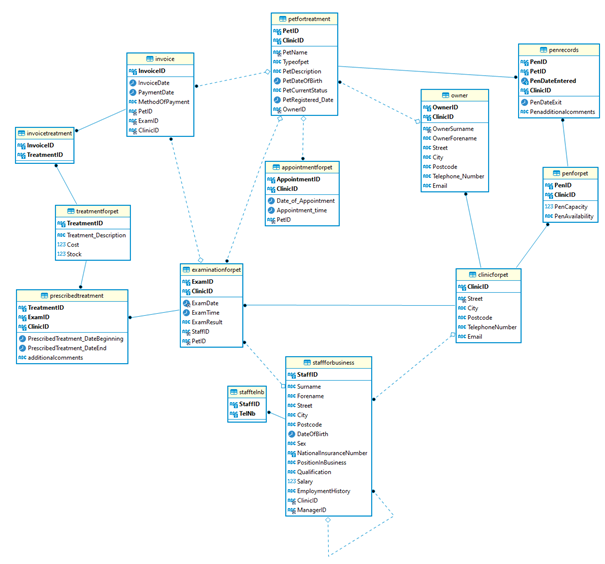 petfortreatment
PetID
ClinicID
PetName
Typeofpet
PetDescription
PetDateOfBirth
PetCurrentStatus
PetRegistered_Date
OwnerID
invoice
InvoiceID
InvoiceDate
PaymentDate
MethodOfPayment
PetID
ExamID
ClinicID
penrecords
PenID
PetID
PenDateEntered
ClinicID
PenDateExit
Penadditionalcomments
owner
OwnerID
ClinicID
OwnerSurname
OwnerForename
Street
City
Postcode
Telephone_Number
Email
invoicetreatment
InvoiceID
TreatmentID
appointmentforpet
AppointmentID
ClinicID
Date_of_Appointment
Appointment_time
PetID
penforpet
PenID
ClinicID
PenCapacity
PenAvailability
treatmentforpet
TreatmentID
Treatment_Description
123 Cost
123 Stock
examinationforpet
ExamID
ClinicID
ExamDate
ExamTime
ExamResult
StaffID
PetID
clinicforpet
ClinicID
Street
City
Postcode
TelephoneNumber
Email
prescribedtreatment
TreatmentID
ExamID
ClinicID
PrescribedTreatment_DateBeginning
PrescribedTreatment_DateEnd
additionalcomments
staffforbusiness
StaffID
Surname
Forename
Street
City
Postcode
DateOfBirth
Sex
NationalInsuranceNumber
PositionInBusiness
Qualification
123 Salary
EmploymentHistory
ClinicID
ManagerID
stafftelnb
StaffID
TelNb